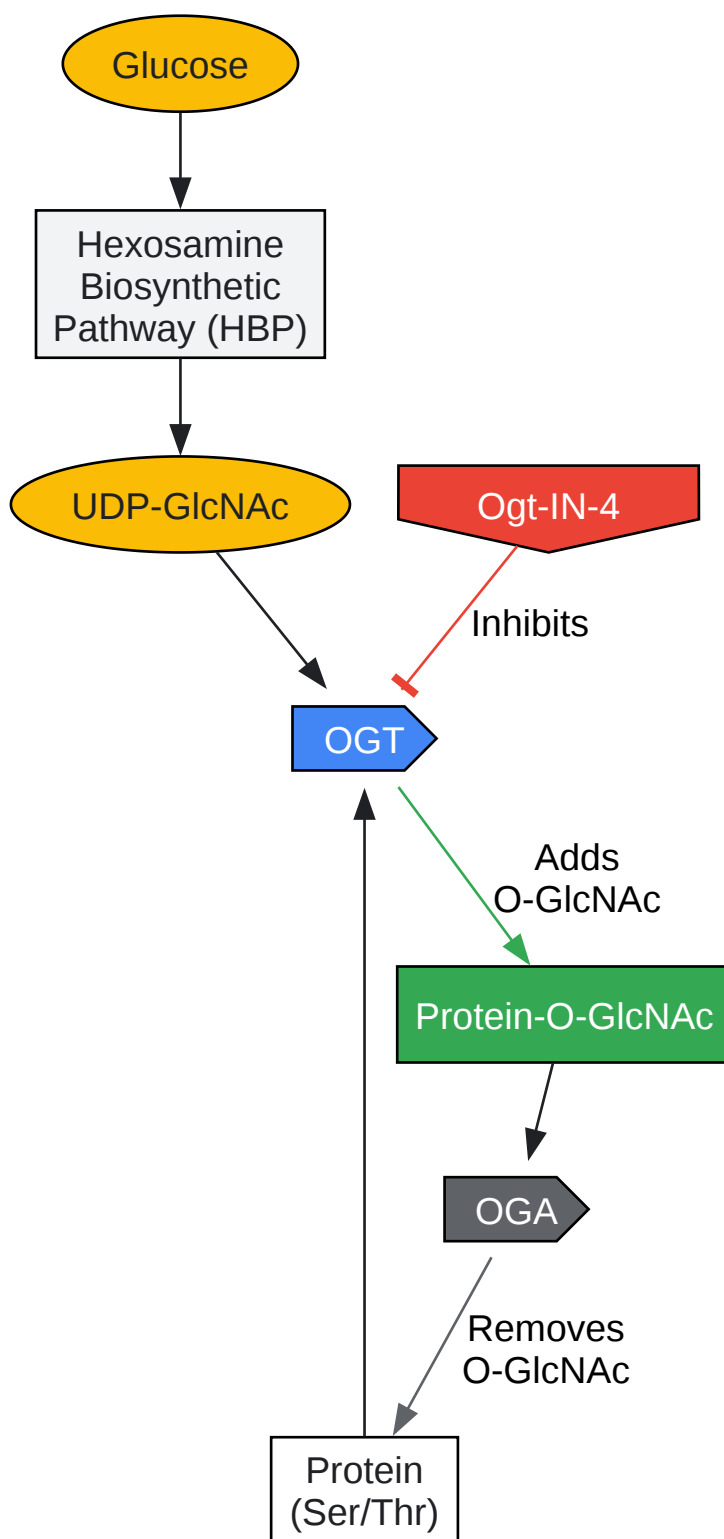 Glucose
Hexosamine
Biosynthetic
Pathway (HBP)
UDP-GlcNAc
Ogt-IN-4
Inhibits
OGT
Adds
O-GlcNAc
Protein-O-GlcNAc
OGA
Removes
O-GlcNAc
Protein
(Ser/Thr)